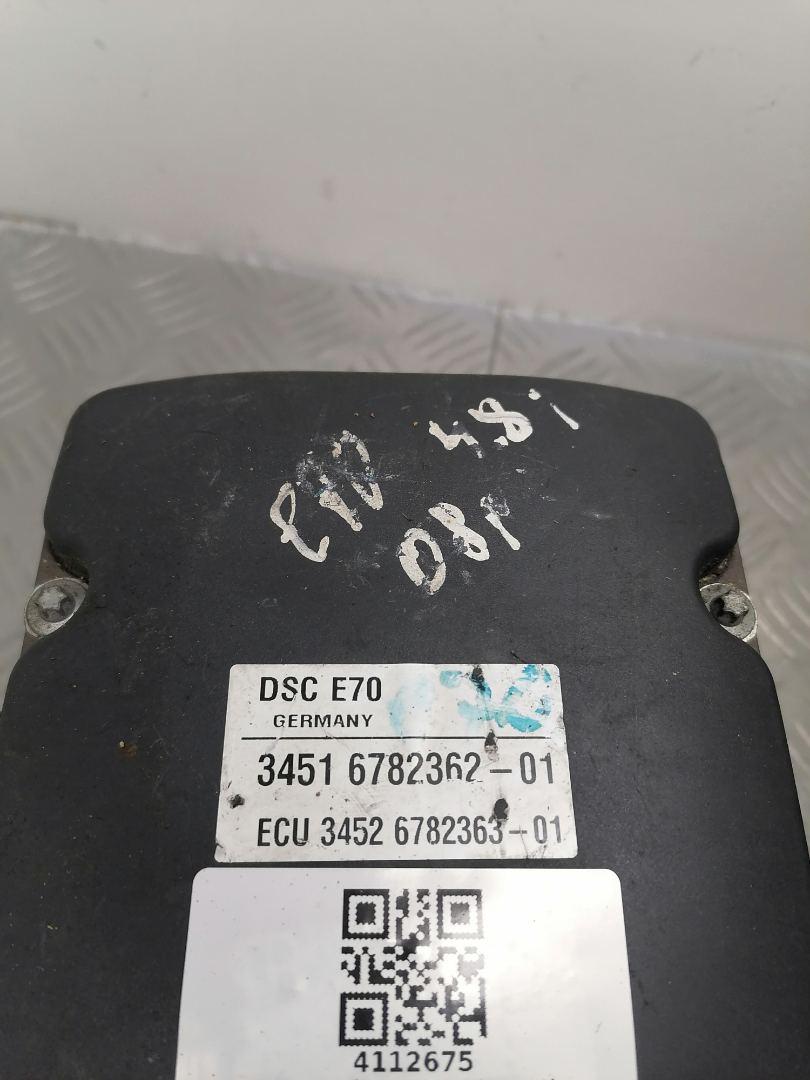 E70 4.8i
08r
DSC E70
GERMANY
3451 6782362-01
ECU 3452 6782363-01
4112675